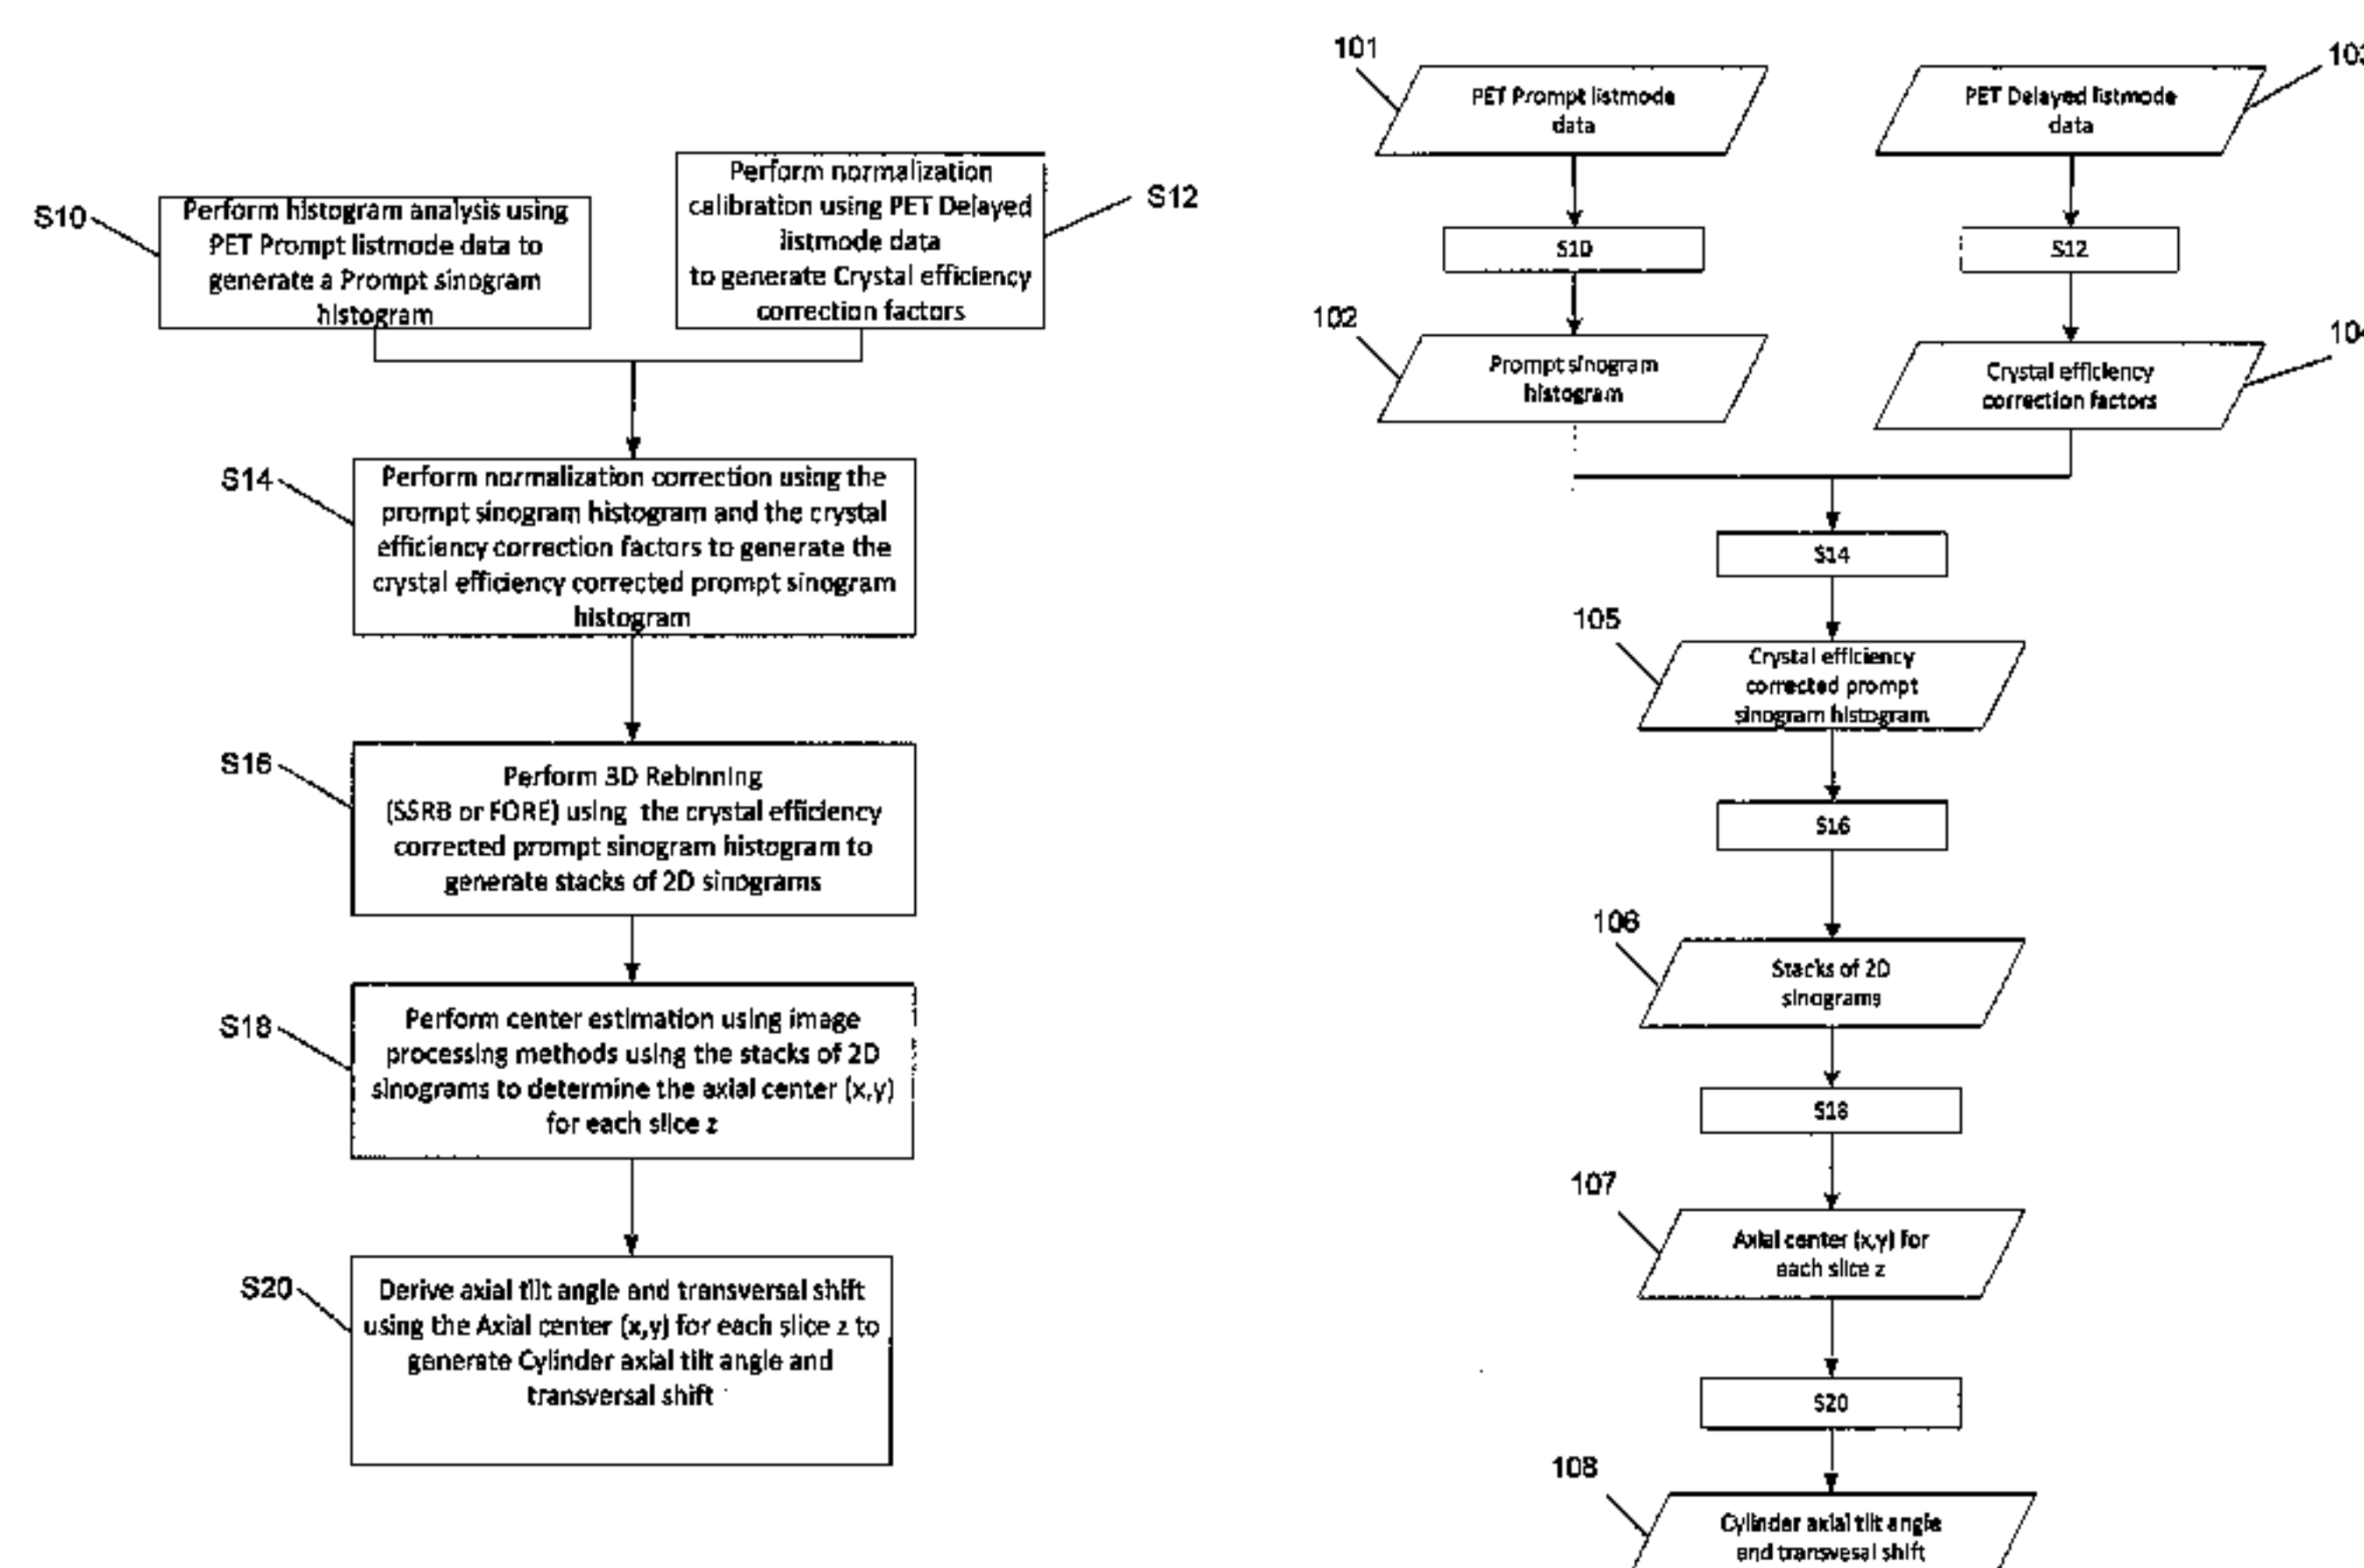 S10
Perform histogram analysis using
PET Prompt listmode data to
generate a Prompt sinogram
histogram
Perform normalization
calibration using PET Delayed
listmode data
to generate Crystal efficiency
correction factors
S12
S14
Perform normalization correction using the
prompt sinogram histogram and the crystal
efficiency correction factors to generate the
crystal efficiency corrected prompt sinogram
histogram
S16
Perform 3D Rebinning
(SSRB or FORE) using the crystal efficiency
corrected prompt sinogram histogram to
generate stacks of 2D sinograms
S18
Perform center estimation using image
processing methods using the stacks of 2D
sinograms to determine the axial center (x,y)
for each slice z
S20
Derive axial tilt angle and transversal shift
using the Axial center (x,y) for each slice z to
generate Cylinder axial tilt angle and
transversal shift
101
PET Prompt listmode
data
103
PET Delayed listmode
data
S10
S12
102
Prompt sinogram
histogram
104
Crystal efficiency
correction factors
S14
105
Crystal efficiency
corrected prompt
sinogram histogram
S16
106
Stacks of 2D
sinograms
S18
107
Axial center (x,y) for
each slice z
S20
108
Cylinder axial tilt angle
and transvesal shift